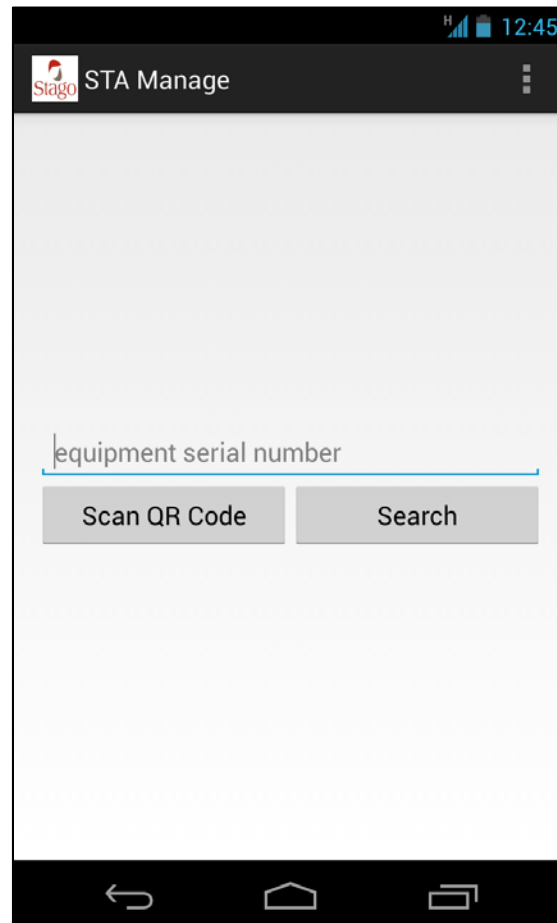 H 12:45
Stago STA Manage
equipment serial number
Scan QR Code Search